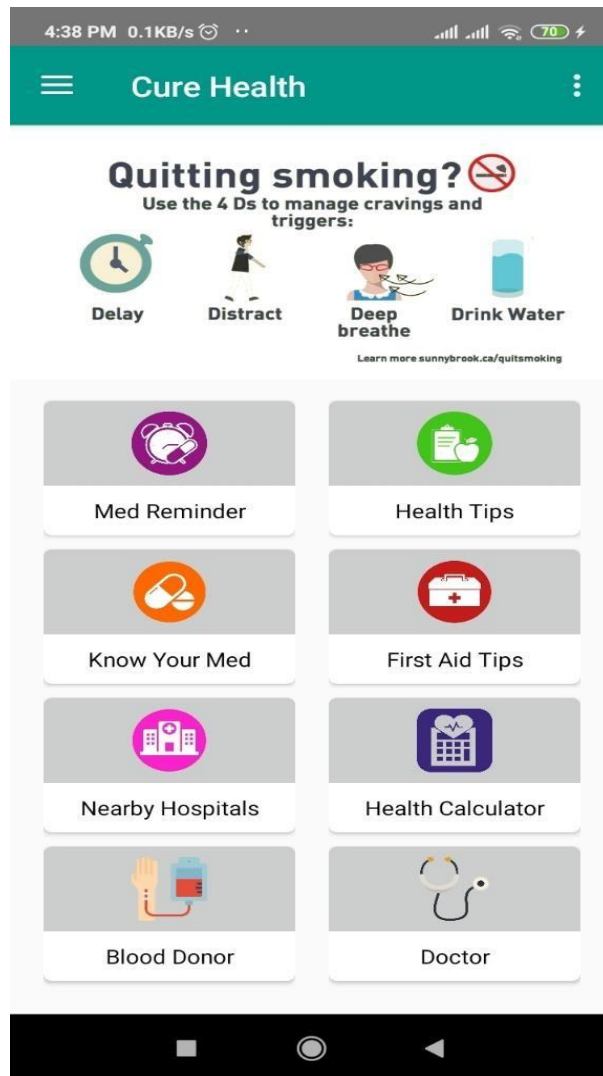 4:38 PM 0.1KB/s
70
Cure Health
Quitting smoking?
Use the 4 Ds to manage cravings and
triggers:
Delay
Distract
Deep
breathe
Drink Water
Learn more sunnybrook.ca/quitsmoking
Med Reminder
Health Tips
Know Your Med
First Aid Tips
Nearby Hospitals
Health Calculator
Blood Donor
Doctor